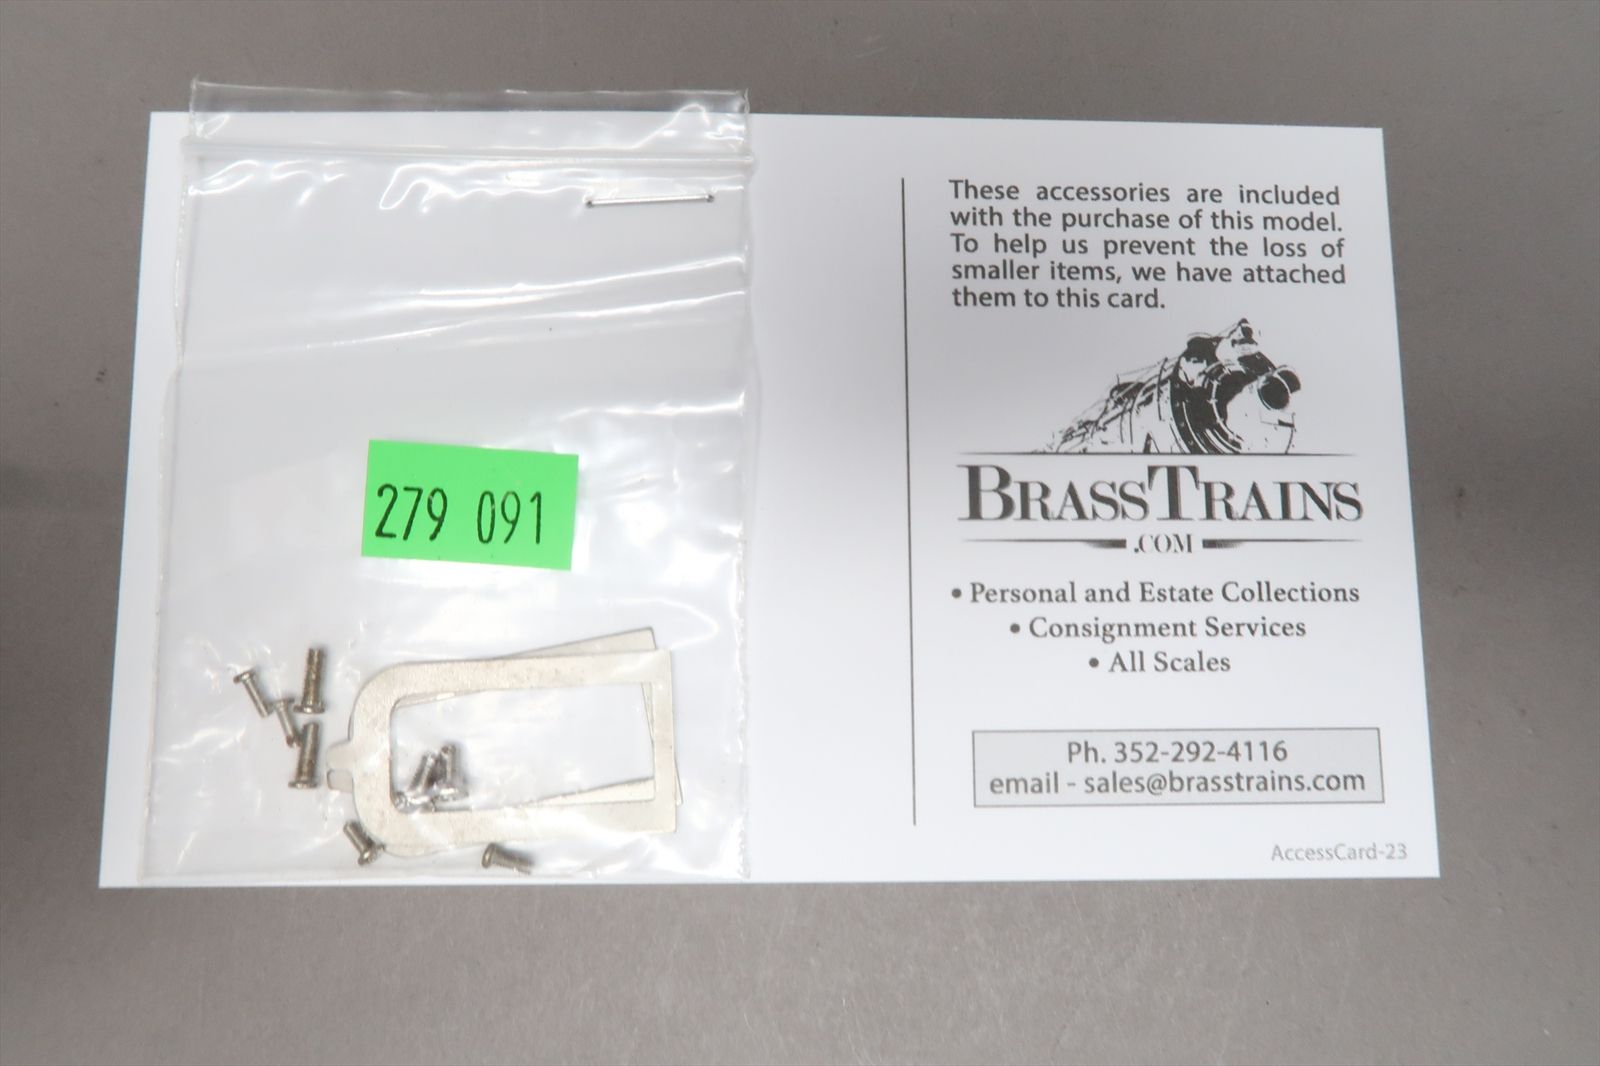 279 091
These accessories are included
with the purchase of this model.
To help us prevent the loss of
smaller items, we have attached
them to this card.
BRASSTRAINS
.COM
• Personal and Estate Collections
• Consignment Services
• All Scales
Ph. 352-292-4116
email - sales@brasstrains.com
AccessCard-23